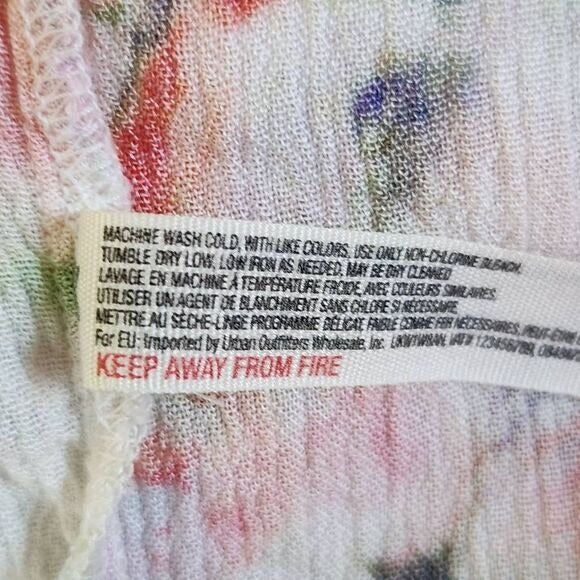 MACHINE WASH COLD, WITH LIKE COLORS, USE ONLY NON-CHLORINE BLEACH,
TUMBLE DRY LOW, LOW IRON AS NEEDED, MAY BE DRY CLEANED
LAVAGE EN MACHINE À TEMPÉRATURE FROIDE, AVEC COULEURS SIMILAIRES,
UTILISER UN AGENT DE BLANCHIMENT SANS CHLORE SI NÉCESSAIRE,
METTRE AU SÈCHE-LINGE PROGRAMME DÉLICAT, FAIBLE COMME FER NÉCESSAIRES,
For EU: Imported by Urban Outfitters Wholesale, Inc.
KEEP AWAY FROM FIRE